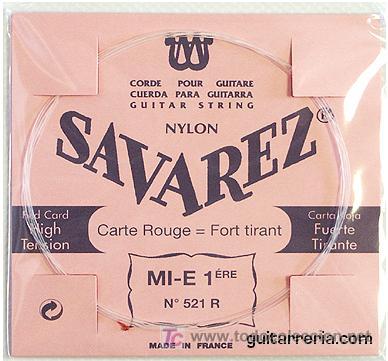 CORDE POUR GUITARE
CUERDA PARA GUITARRA
GUITAR STRING
NYLON
SAVAREZ®
Red Card
High
Tension
Carte Rouge = Fort tirant
Carta Roja
Fuerte
Tirante
MI-E 1ÉRE
N° 521 R
MADE IN FRANCE
guitarreria.com